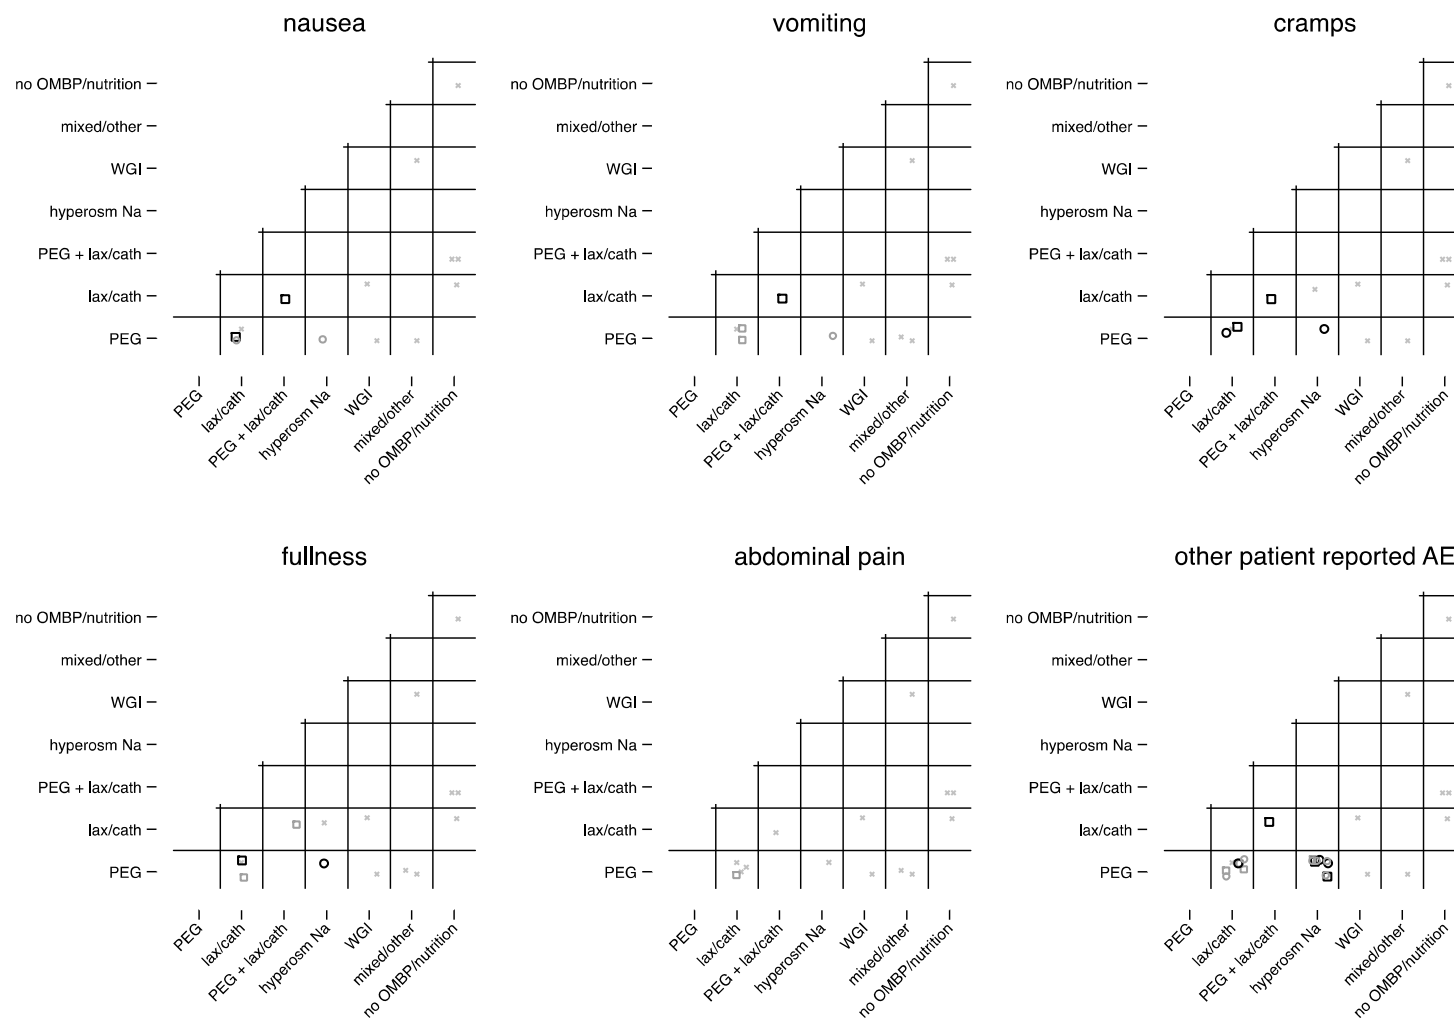 nausea
no OMBP/nutrition
mixed/other
WGI
hyperosm Na
PEG + lax/cath
lax/cath
PEG
PEG
lax/cath
PEG + lax/cath
hyperosm Na
WGI
mixed/other
no OMBP/nutrition
vomiting
no OMBP/nutrition
mixed/other
WGI
hyperosm Na
PEG + lax/cath
lax/cath
PEG
PEG
lax/cath
PEG + lax/cath
hyperosm Na
WGI
mixed/other
no OMBP/nutrition
cramps
no OMBP/nutrition
mixed/other
WGI
hyperosm Na
PEG + lax/cath
lax/cath
PEG
PEG
lax/cath
PEG + lax/cath
hyperosm Na
WGI
mixed/other
no OMBP/nutrition
fullness
no OMBP/nutrition
mixed/other
WGI
hyperosm Na
PEG + lax/cath
lax/cath
PEG
PEG
lax/cath
PEG + lax/cath
hyperosm Na
WGI
mixed/other
no OMBP/nutrition
abdominal pain
no OMBP/nutrition
mixed/other
WGI
hyperosm Na
PEG + lax/cath
lax/cath
PEG
PEG
lax/cath
PEG + lax/cath
hyperosm Na
WGI
mixed/other
no OMBP/nutrition
other patient reported AE
no OMBP/nutrition
mixed/other
WGI
hyperosm Na
PEG + lax/cath
lax/cath
PEG
PEG
lax/cath
PEG + lax/cath
hyperosm Na
WGI
mixed/other
no OMBP/nutrition